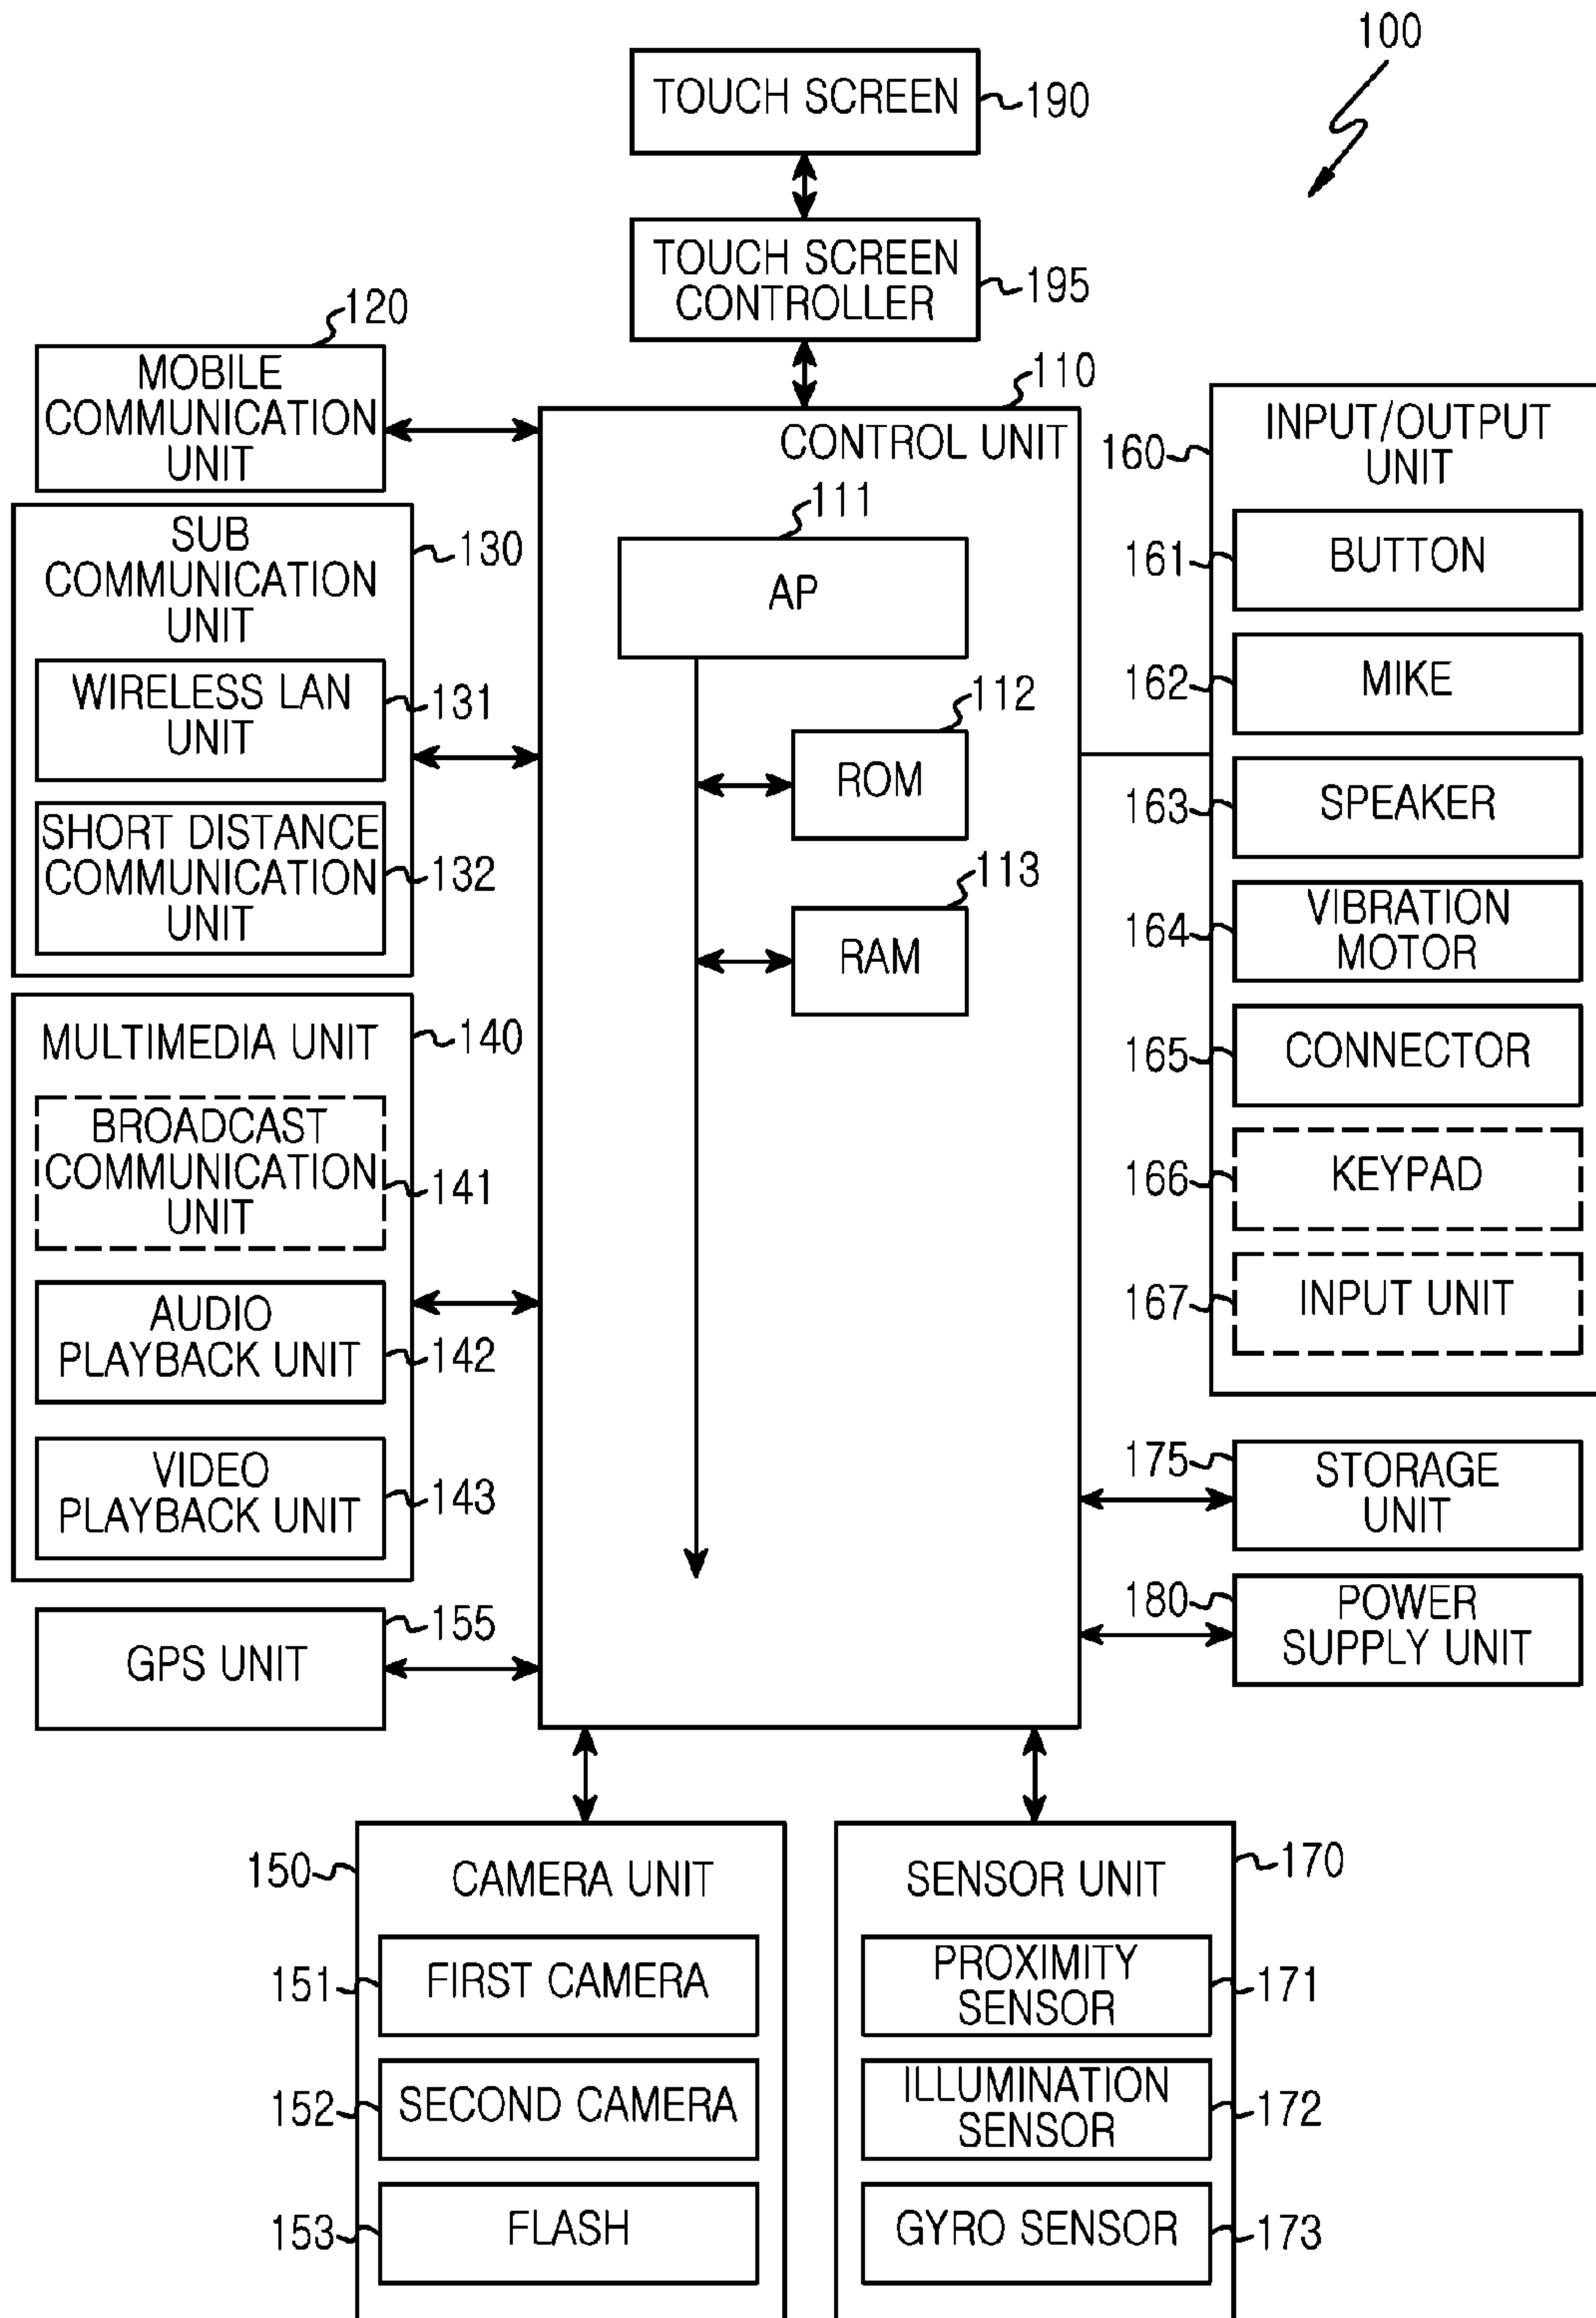 100
TOUCH SCREEN
190
TOUCH SCREEN
CONTROLLER
195
120
MOBILE
COMMUNICATION
UNIT
SUB
COMMUNICATION
UNIT
130
WIRELESS LAN
UNIT
131
SHORT DISTANCE
COMMUNICATION
UNIT
132
MULTIMEDIA UNIT
140
BROADCAST
COMMUNICATION
UNIT
141
AUDIO
PLAYBACK UNIT
142
VIDEO
PLAYBACK UNIT
143
GPS UNIT
155
110
CONTROL UNIT
111
AP
112
ROM
113
RAM
160
INPUT/OUTPUT
UNIT
161
BUTTON
162
MIKE
163
SPEAKER
164
VIBRATION
MOTOR
165
CONNECTOR
166
KEYPAD
167
INPUT UNIT
175
STORAGE
UNIT
180
POWER
SUPPLY UNIT
150
CAMERA UNIT
151
FIRST CAMERA
152
SECOND CAMERA
153
FLASH
SENSOR UNIT
170
PROXIMITY
SENSOR
171
ILLUMINATION
SENSOR
172
GYRO SENSOR
173